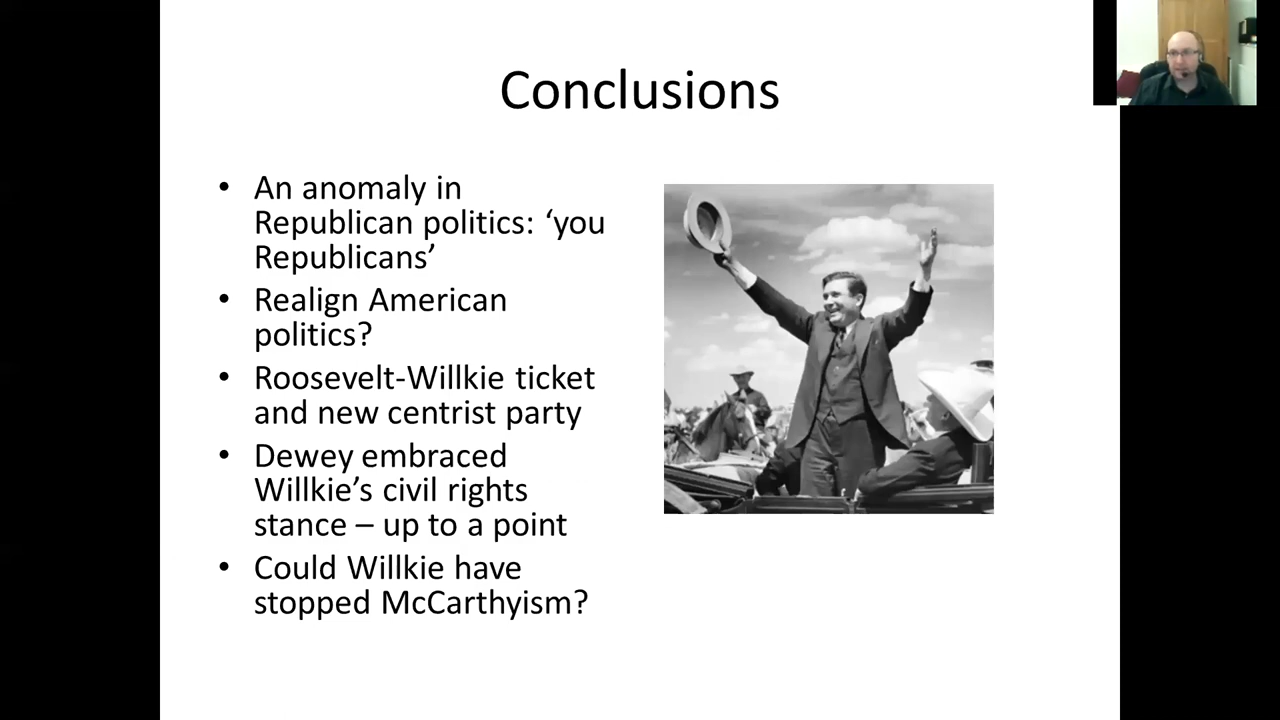 Conclusions
• An anomaly in
Republican politics: ‘you
Republicans’
• Realign American
politics?
• Roosevelt-Willkie ticket
and new centrist party
• Dewey embraced
Willkie’s civil rights
stance – up to a point
• Could Willkie have
stopped McCarthyism?